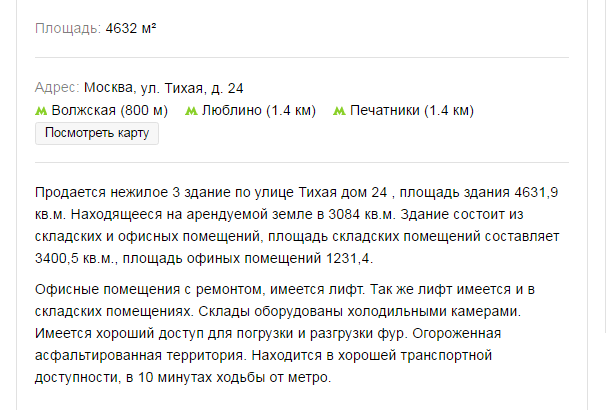 Площадь: 4632 м²
Адрес: Москва, ул. Тихая, д. 24
Волжская (800 м) Люблино (1.4 км) Печатники (1.4 км)
Посмотреть карту
Продается нежилое 3 здание по улице Тихая дом 24 , площадь здания 4631,9
кв.м. Находящееся на арендуемой земле в 3084 кв.м. Здание состоит из
складских и офисных помещений, площадь складских помещений составляет
3400,5 кв.м., площадь офиных помещений 1231,4.
Офисные помещения с ремонтом, имеется лифт. Так же лифт имеется и в
складских помещениях. Склады оборудованы холодильными камерами.
Имеется хороший доступ для погрузки и разгрузки фур. Огороженная
асфальтированная территория. Находится в хорошей транспортной
доступности, в 10 минутах ходьбы от метро.